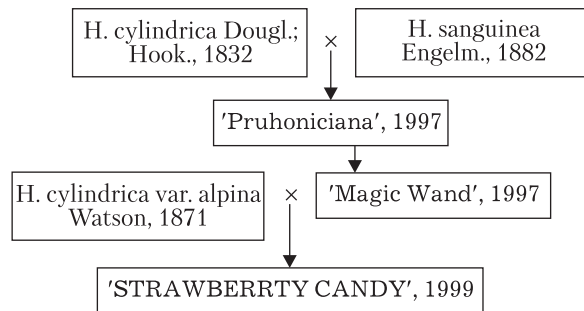 H. cylindrica Dougl.;
Hook., 1832
×
H. sanguinea
Engelm., 1882
'Pruhoniciana', 1997
H. cylindrica var. alpina
Watson, 1871
×
'Magic Wand', 1997
'STRAWBERRTY CANDY', 1999